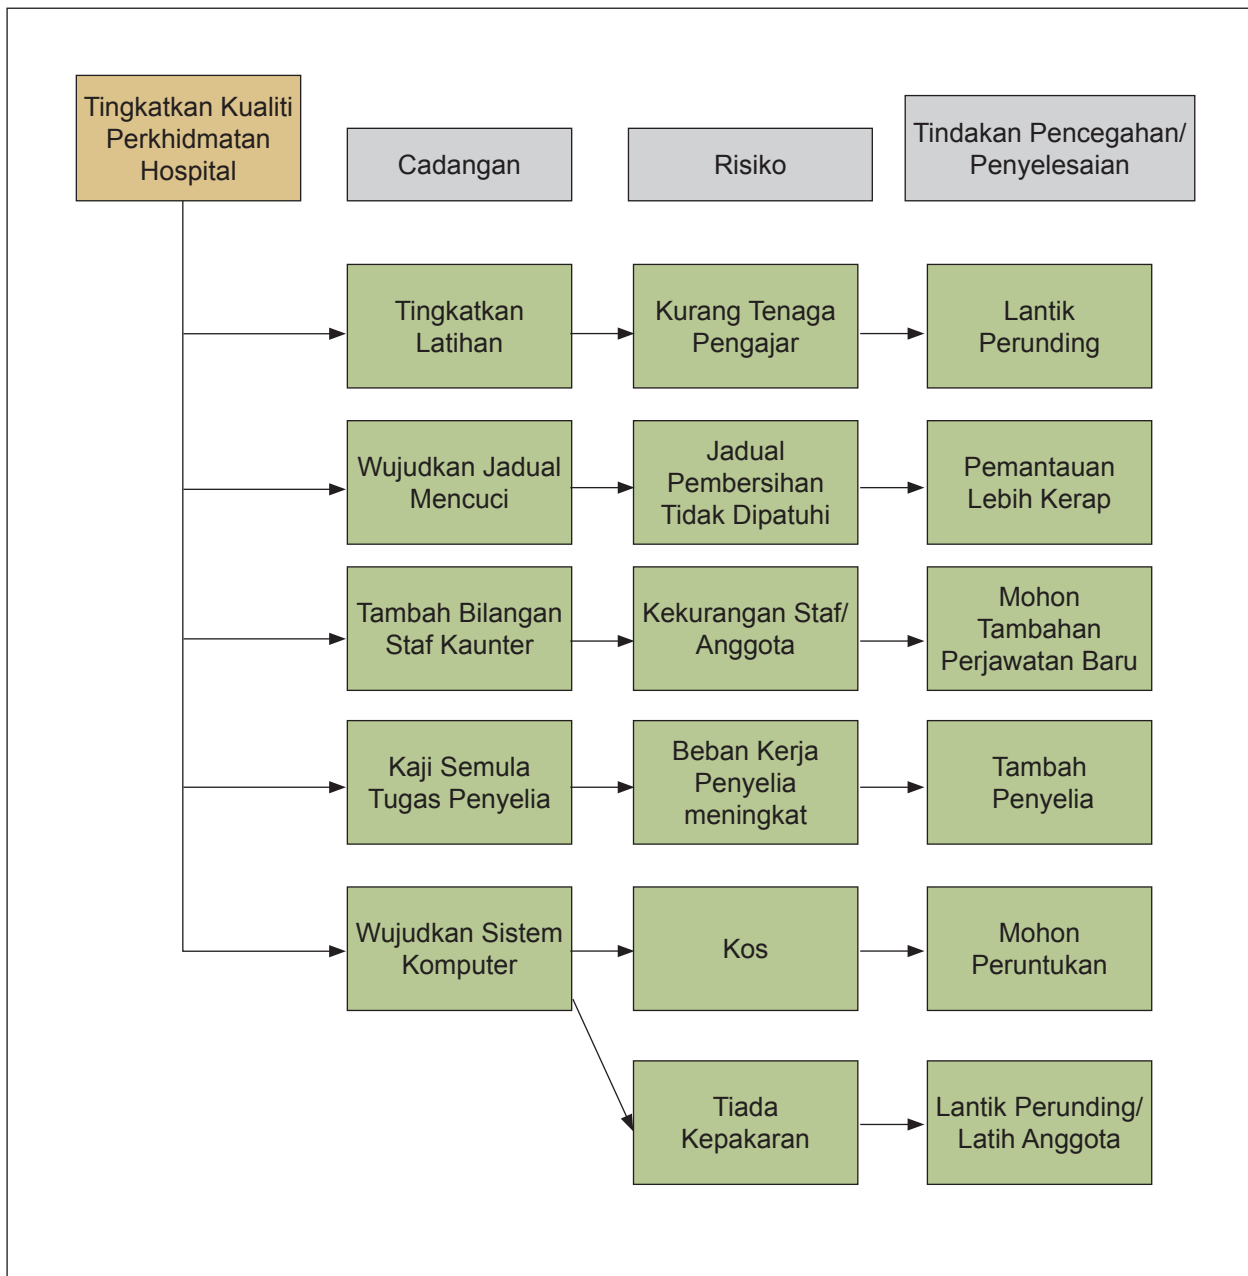 Tingkatkan Kualiti
Perkhidmatan
Hospital
Cadangan
Risiko
Tindakan Pencegahan/
Penyelesaian
Tingkatkan
Latihan
Kurang Tenaga
Pengajar
Lantik
Perunding
Wujudkan Jadual
Mencuci
Jadual
Pembersihan
Tidak Dipatuhi
Pemantauan
Lebih Kerap
Tambah Bilangan
Staf Kaunter
Kekurangan Staf/
Anggota
Mohon
Tambahan
Perjawatan Baru
Kaji Semula
Tugas Penyelia
Beban Kerja
Penyelia
meningkat
Tambah
Penyelia
Wujudkan Sistem
Komputer
Kos
Mohon
Peruntukan
Tiada
Kepakaran
Lantik Perunding/
Latih Anggota